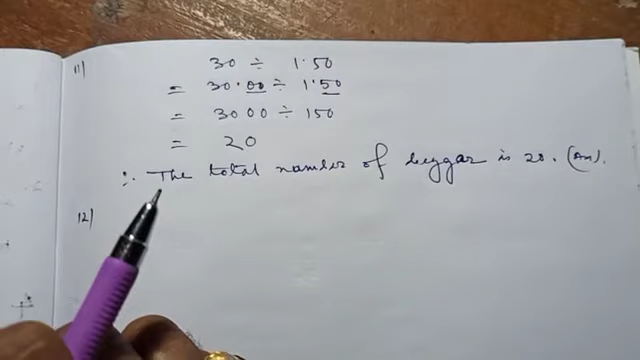 11) 30 ÷ 1.50
= 30.00 ÷ 1.50
= 3000 ÷ 150
= 20
∴ The total number of beggar is 20. (Ans).
12)